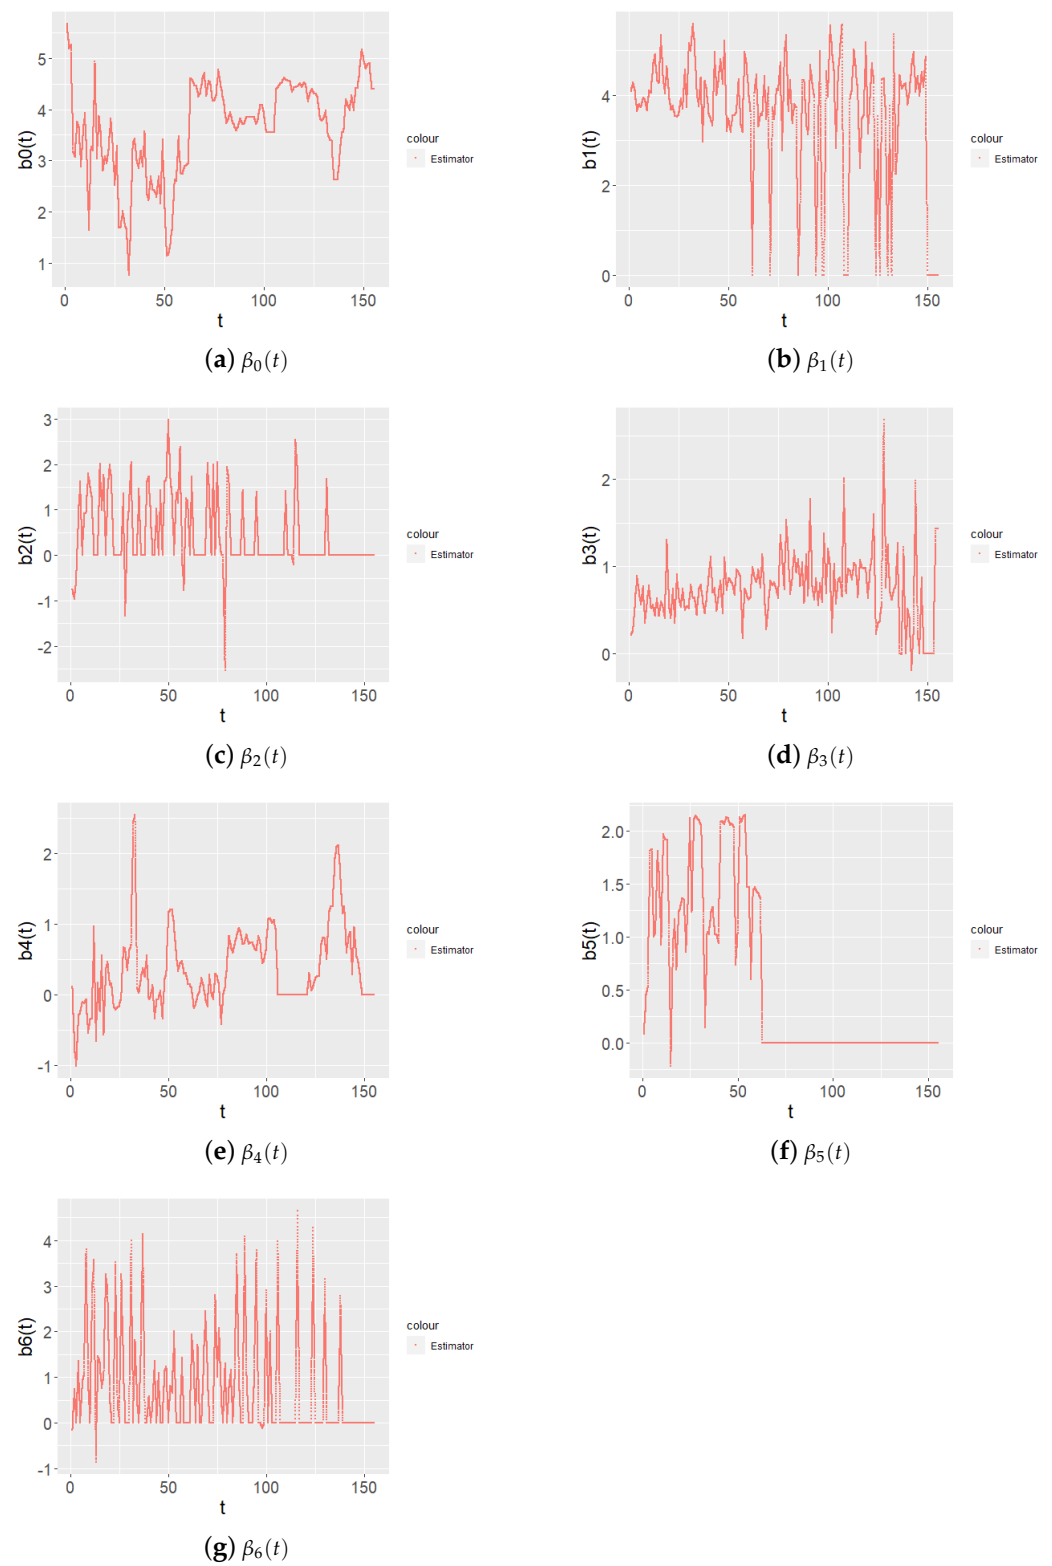 b0(t)
5
4
3
2
1
0 50 100 150
t
colour
Estimator
(a) β₀(t)
b1(t)
4
2
0
0 50 100 150
t
colour
Estimator
(b) β₁(t)
b2(t)
3
2
1
0
-1
-2
0 50 100 150
t
colour
Estimator
(c) β₂(t)
b3(t)
2
1
0
0 50 100 150
t
colour
Estimator
(d) β₃(t)
b4(t)
2
1
0
-1
0 50 100 150
t
colour
Estimator
(e) β₄(t)
b5(t)
2.0
1.5
1.0
0.5
0.0
0 50 100 150
t
colour
Estimator
(f) β₅(t)
b6(t)
4
3
2
1
0
-1
0 50 100 150
t
colour
Estimator
(g) β₆(t)